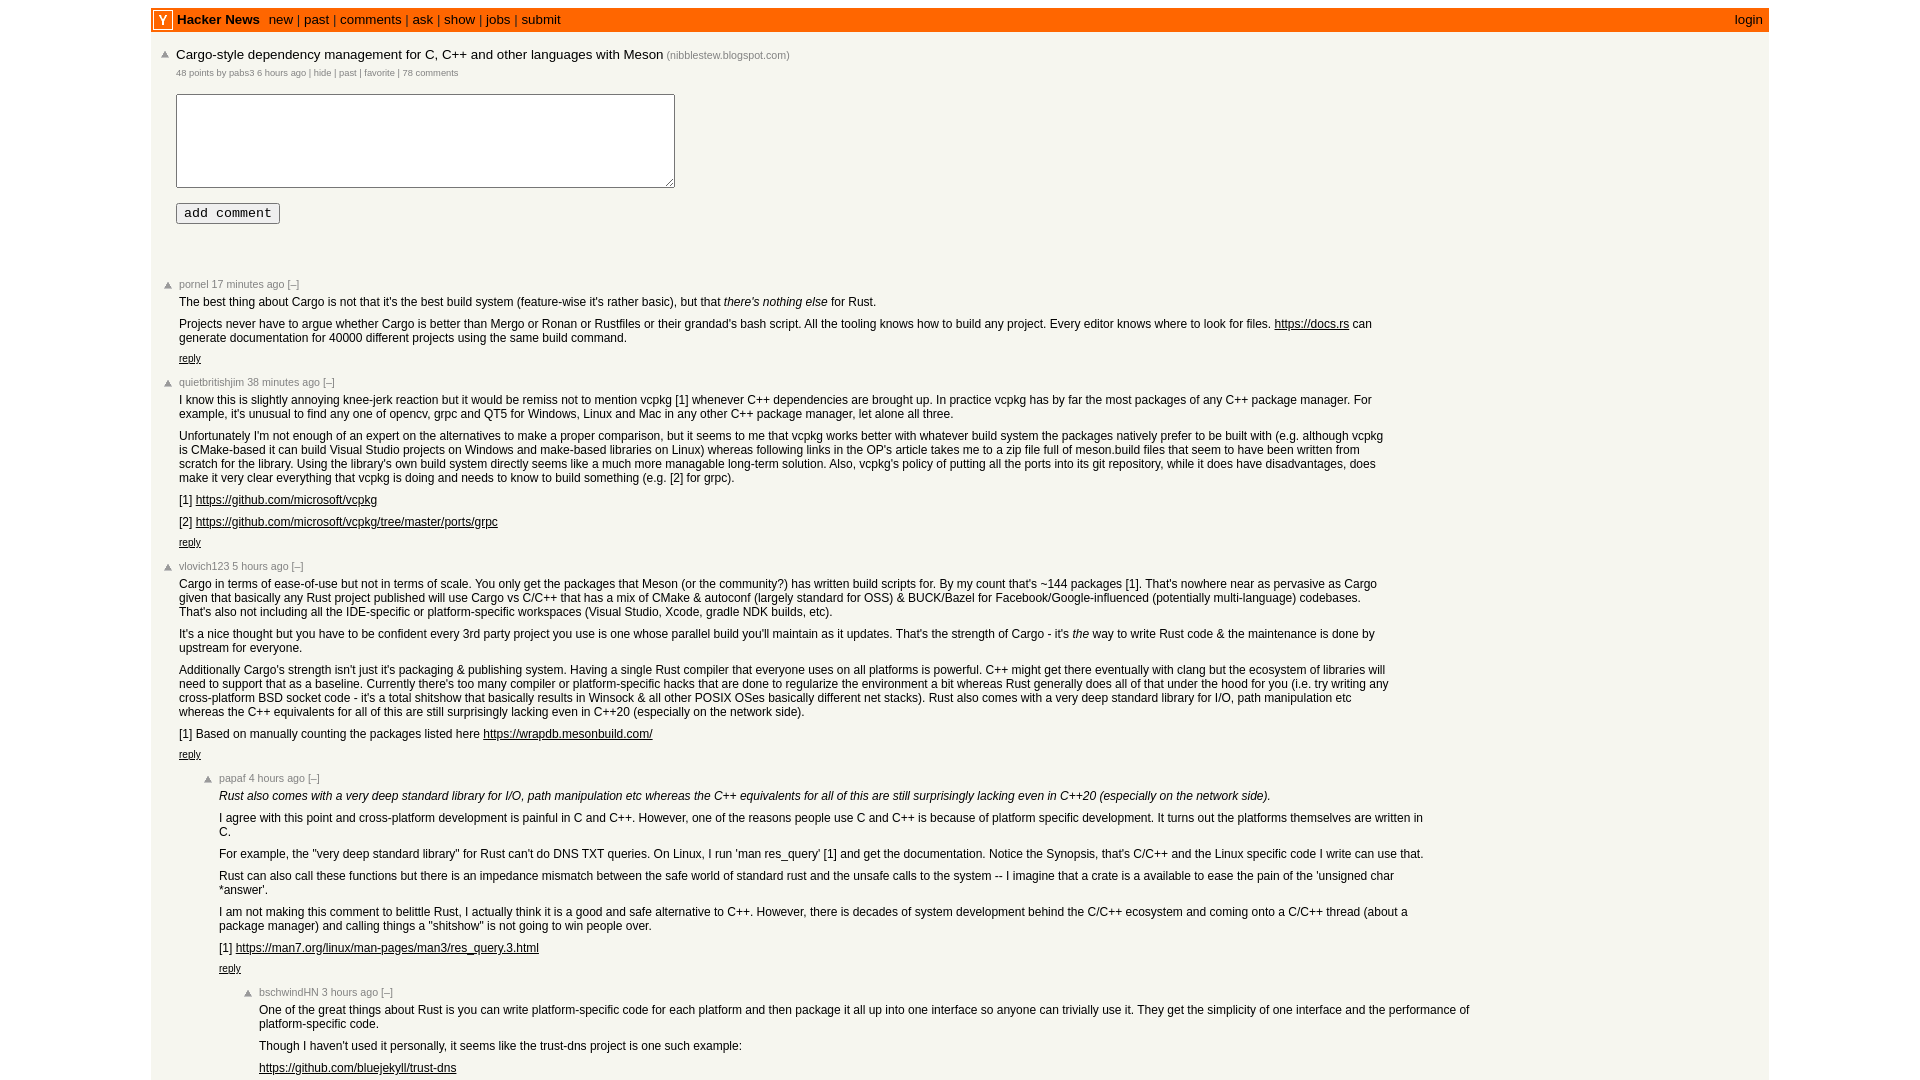 Y Hacker News new | past | comments | ask | show | jobs | submit login
Cargo-style dependency management for C, C++ and other languages with Meson (nibblestew.blogspot.com)
48 points by pabs3 6 hours ago | hide | past | favorite | 78 comments
add comment
pornel 17 minutes ago [–]
The best thing about Cargo is not that it's the best build system (feature-wise it's rather basic), but that there's nothing else for Rust.
Projects never have to argue whether Cargo is better than Mergo or Ronan or Rustfiles or their grandad's bash script. All the tooling knows how to build any project. Every editor knows where to look for files. https://docs.rs can
generate documentation for 40000 different projects using the same build command.
reply
quietbritishjim 38 minutes ago [–]
I know this is slightly annoying knee-jerk reaction but it would be remiss not to mention vcpkg [1] whenever C++ dependencies are brought up. In practice vcpkg has by far the most packages of any C++ package manager. For
example, it's unusual to find any one of opencv, grpc and QT5 for Windows, Linux and Mac in any other C++ package manager, let alone all three.
Unfortunately I'm not enough of an expert on the alternatives to make a proper comparison, but it seems to me that vcpkg works better with whatever build system the packages natively prefer to be built with (e.g. although vcpkg
is CMake-based it can build Visual Studio projects on Windows and make-based libraries on Linux) whereas following links in the OP's article takes me to a zip file full of meson.build files that seem to have been written from
scratch for the library. Using the library's own build system directly seems like a much more managable long-term solution. Also, vcpkg's policy of putting all the ports into its git repository, while it does have disadvantages, does
make it very clear everything that vcpkg is doing and needs to know to build something (e.g. [2] for grpc).
[1] https://github.com/microsoft/vcpkg
[2] https://github.com/microsoft/vcpkg/tree/master/ports/grpc
reply
vlovich123 5 hours ago [–]
Cargo in terms of ease-of-use but not in terms of scale. You only get the packages that Meson (or the community?) has written build scripts for. By my count that's ~144 packages [1]. That's nowhere near as pervasive as Cargo
given that basically any Rust project published will use Cargo vs C/C++ that has a mix of CMake & autoconf (largely standard for OSS) & BUCK/Bazel for Facebook/Google-influenced (potentially multi-language) codebases.
That's also not including all the IDE-specific or platform-specific workspaces (Visual Studio, Xcode, gradle NDK builds, etc).
It's a nice thought but you have to be confident every 3rd party project you use is one whose parallel build you'll maintain as it updates. That's the strength of Cargo - it's the way to write Rust code & the maintenance is done by
upstream for everyone.
Additionally Cargo's strength isn't just it's packaging & publishing system. Having a single Rust compiler that everyone uses on all platforms is powerful. C++ might get there eventually with clang but the ecosystem of libraries will
need to support that as a baseline. Currently there's too many compiler or platform-specific hacks that are done to regularize the environment a bit whereas Rust generally does all of that under the hood for you (i.e. try writing any
cross-platform BSD socket code - it's a total shitshow that basically results in Winsock & all other POSIX OSes basically different net stacks). Rust also comes with a very deep standard library for I/O, path manipulation etc
whereas the C++ equivalents for all of this are still surprisingly lacking even in C++20 (especially on the network side).
[1] Based on manually counting the packages listed here https://wrapdb.mesonbuild.com/
reply
papaf 4 hours ago [–]
Rust also comes with a very deep standard library for I/O, path manipulation etc whereas the C++ equivalents for all of this are still surprisingly lacking even in C++20 (especially on the network side).
I agree with this point and cross-platform development is painful in C and C++. However, one of the reasons people use C and C++ is because of platform specific development. It turns out the platforms themselves are written in
C.
For example, the "very deep standard library" for Rust can't do DNS TXT queries. On Linux, I run 'man res_query' [1] and get the documentation. Notice the Synopsis, that's C/C++ and the Linux specific code I write can use that.
Rust can also call these functions but there is an impedance mismatch between the safe world of standard rust and the unsafe calls to the system -- I imagine that a crate is a available to ease the pain of the 'unsigned char
*answer'.
I am not making this comment to belittle Rust, I actually think it is a good and safe alternative to C++. However, there is decades of system development behind the C/C++ ecosystem and coming onto a C/C++ thread (about a
package manager) and calling things a "shitshow" is not going to win people over.
[1] https://man7.org/linux/man-pages/man3/res_query.3.html
reply
bschwindHN 3 hours ago [–]
One of the great things about Rust is you can write platform-specific code for each platform and then package it all up into one interface so anyone can trivially use it. They get the simplicity of one interface and the performance of
platform-specific code.
Though I haven't used it personally, it seems like the trust-dns project is one such example:
https://github.com/bluejekyll/trust-dns